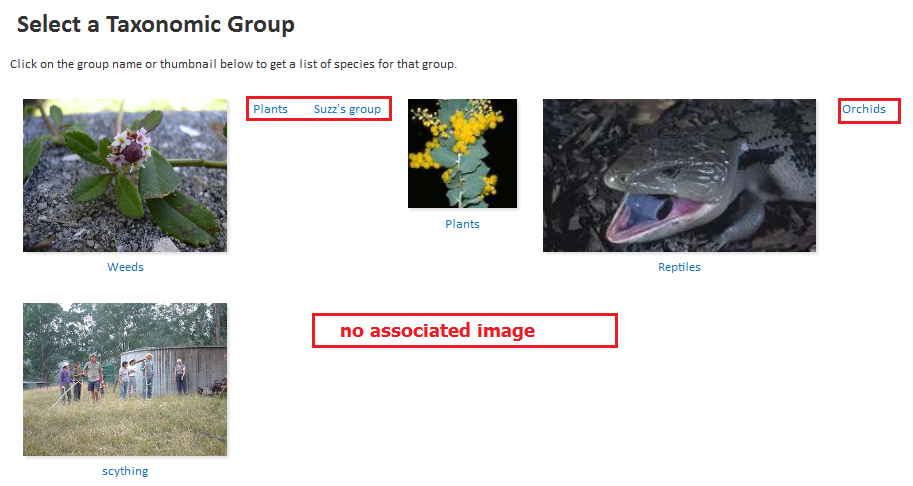 Select a Taxonomic Group
Click on the group name or thumbnail below to get a list of species for that group.
Plants Suzz's group Orchids
Plants
Weeds Reptiles
no associated image
scything